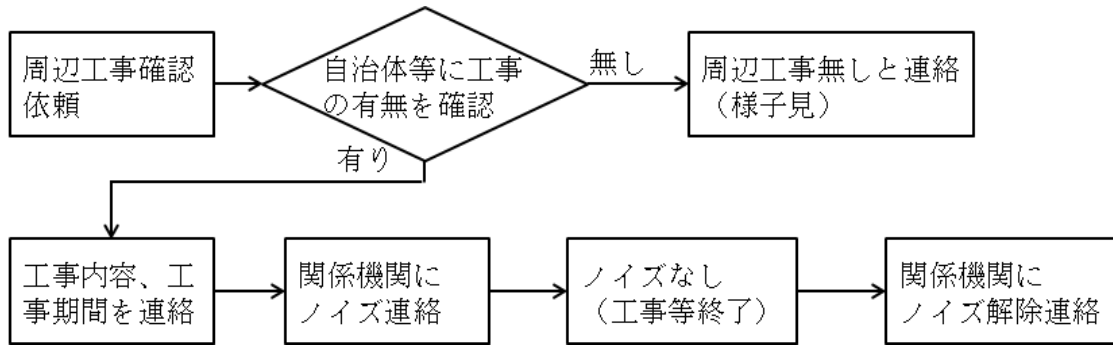 周辺工事確認
依頼
自治体等に工事
の有無を確認
無し
周辺工事無しと連絡
（様子見）
有り
工事内容、工
事期間を連絡
関係機関に
ノイズ連絡
ノイズなし
（工事等終了）
関係機関に
ノイズ解除連絡